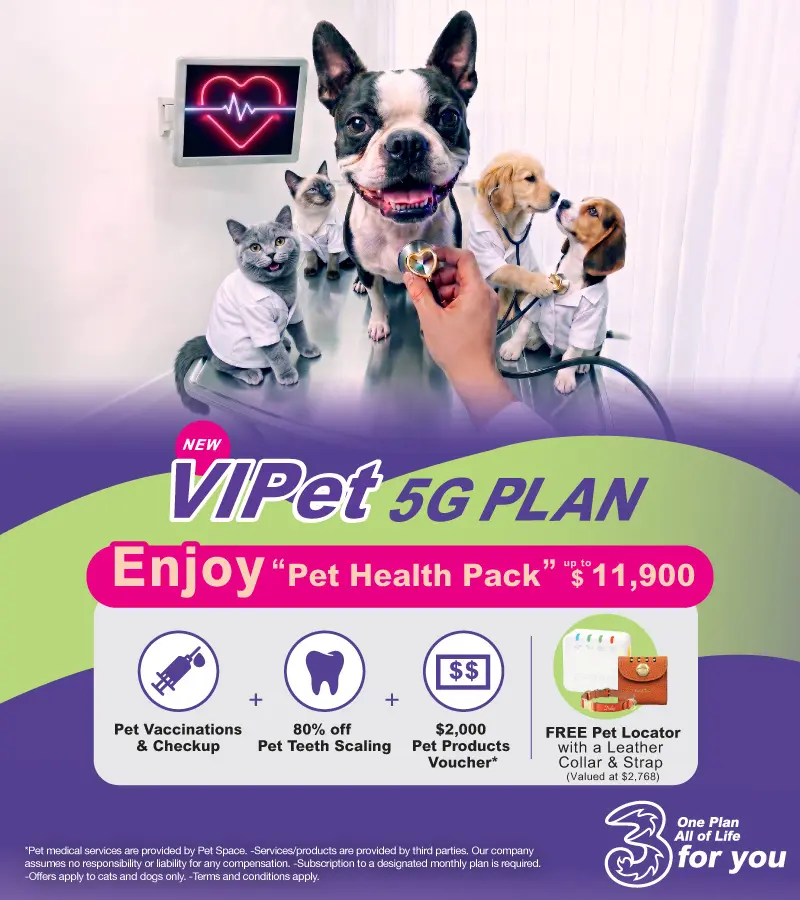 NEW
VIPet 5G PLAN
Enjoy “Pet Health Pack” up to $ 11,900
Pet Vaccinations
& Checkup
+
80% off
Pet Teeth Scaling
+
$$
$2,000
Pet Products
Voucher*
FREE Pet Locator
with a Leather
Collar & Strap
(Valued at $2,768)
*Pet medical services are provided by Pet Space. -Services/products are provided by third parties. Our company
assumes no responsibility or liability for any compensation. -Subscription to a designated monthly plan is required.
-Offers apply to cats and dogs only. -Terms and conditions apply.
3
One Plan
All of Life
for you